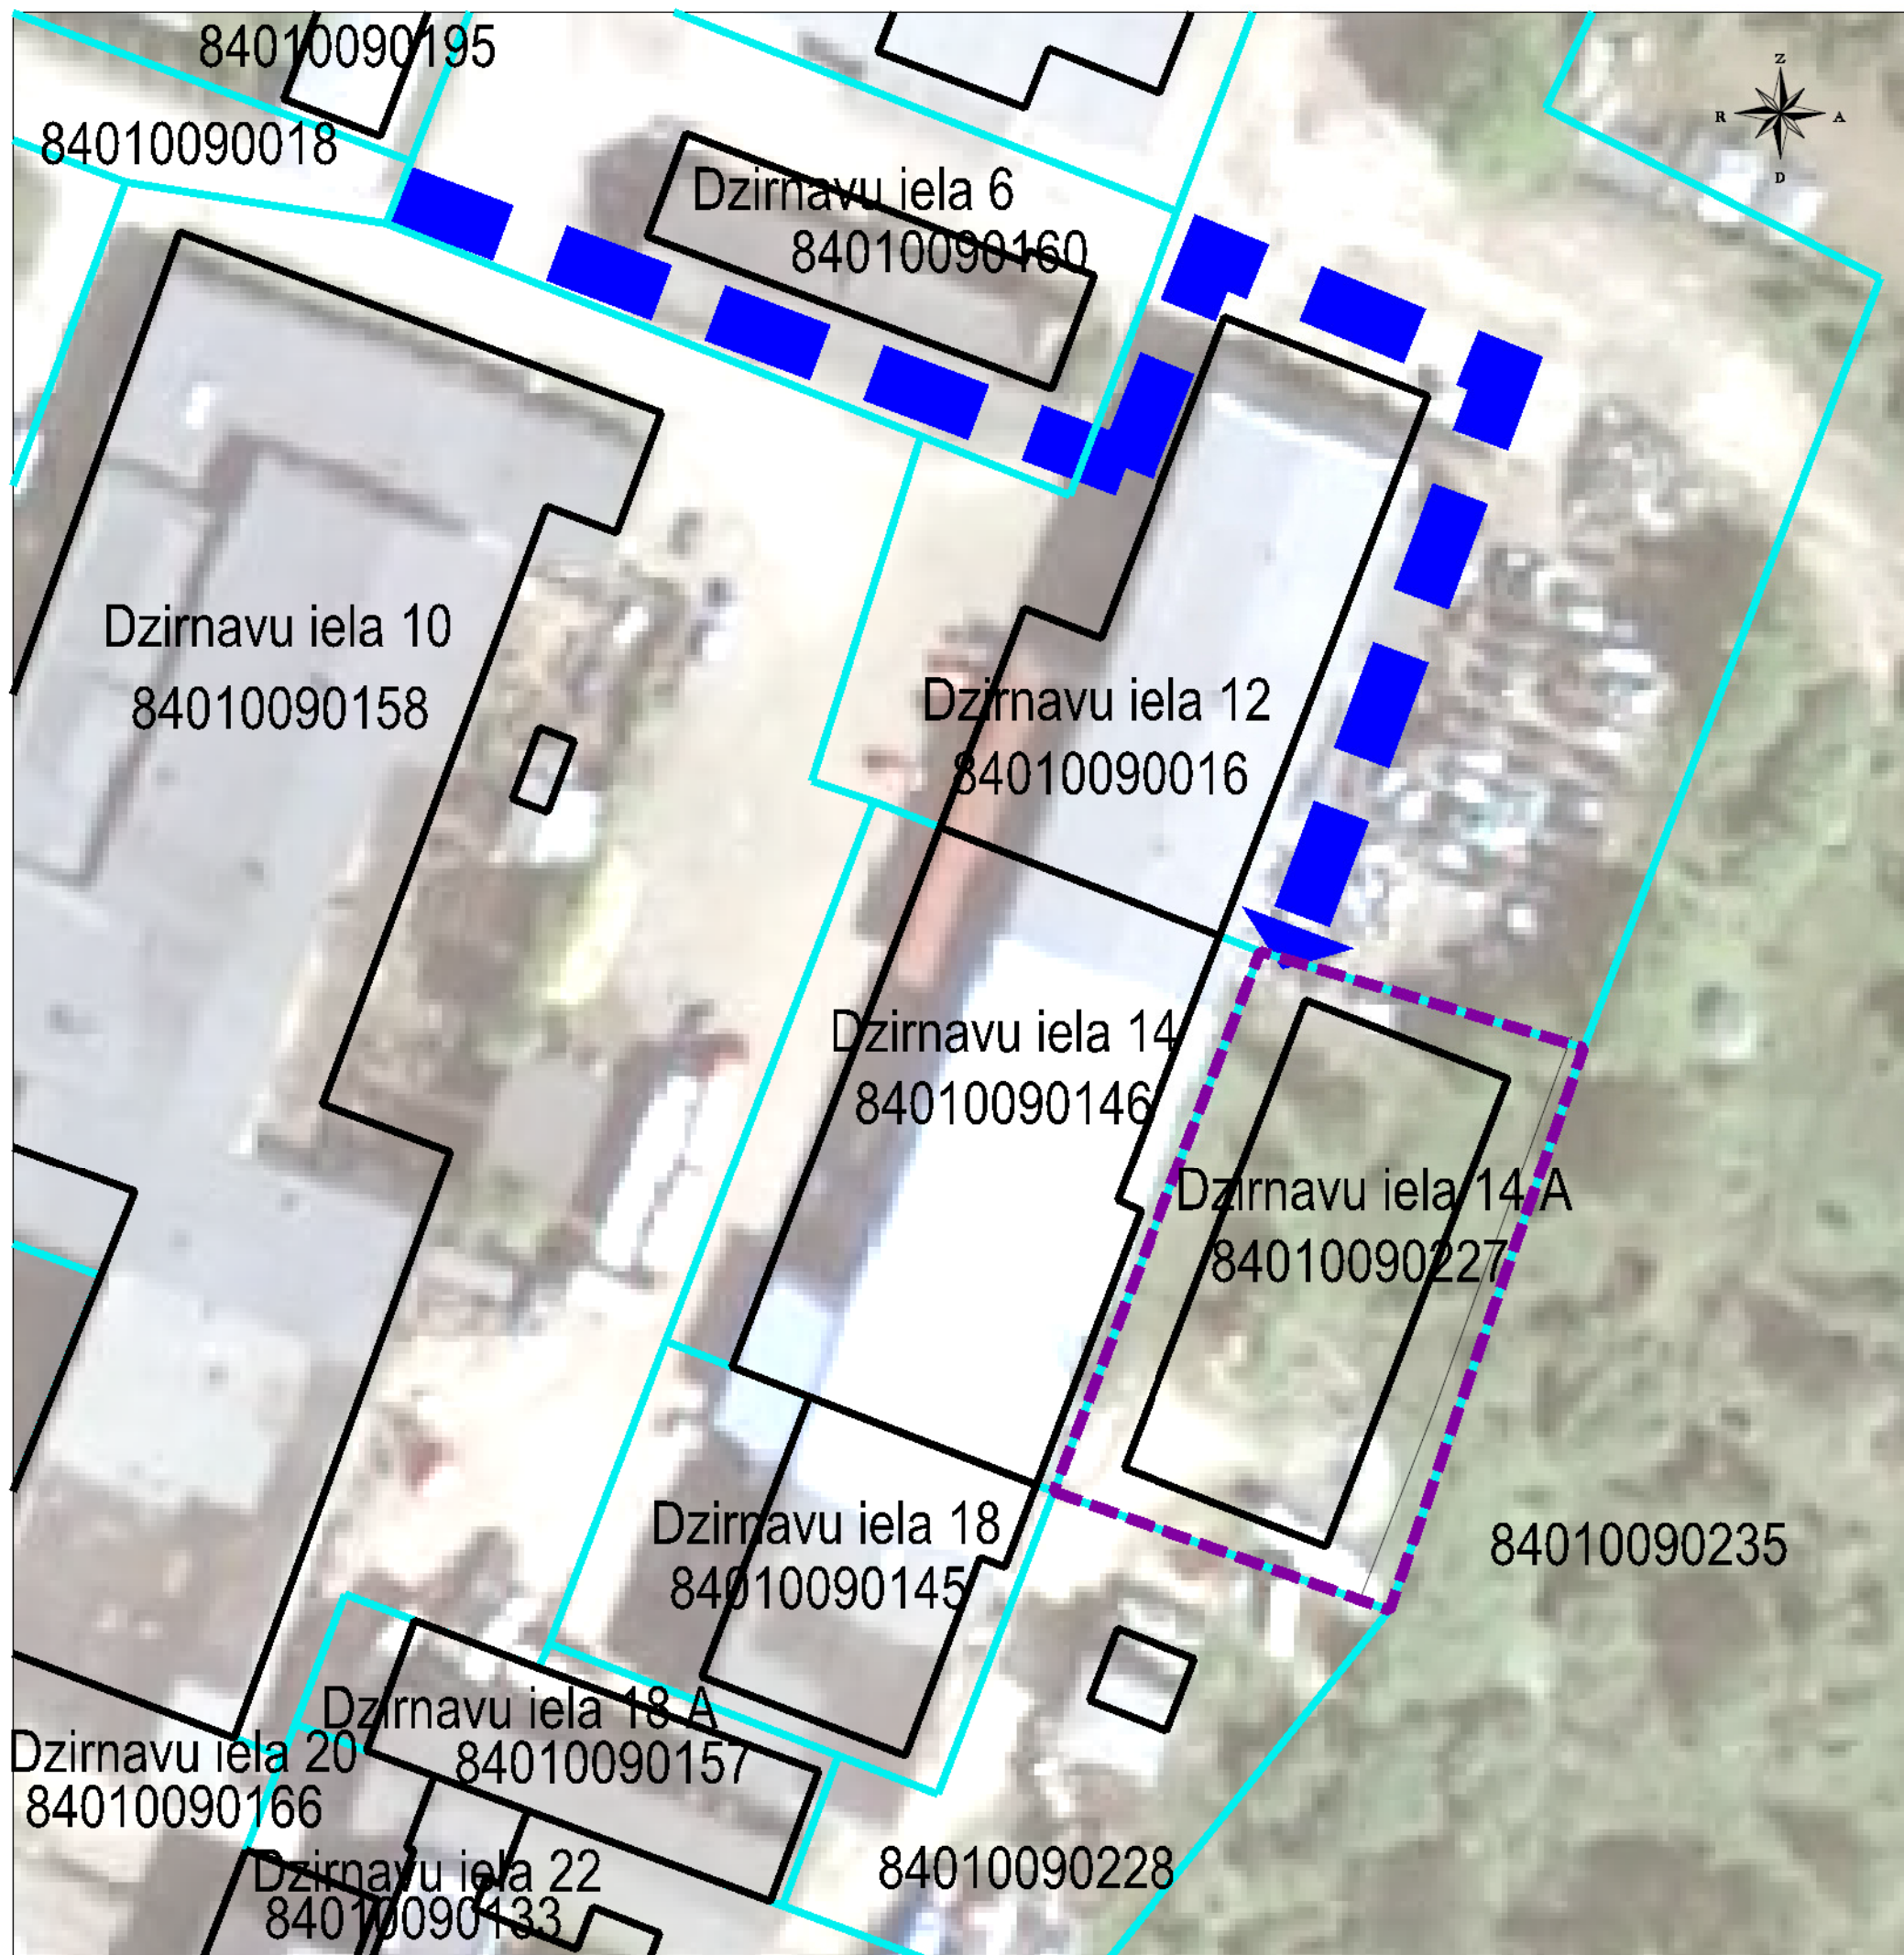 84010090195
Z
R
A
D
84010090018
Dzirnavu iela 6
84010090160
Dzirnavu iela 10
84010090158
Dzirnavu iela 12
84010090016
Dzirnavu iela 14
84010090146
Dzirnavu iela 14 A
84010090227
Dzirnavu iela 18
84010090145
84010090235
Dzirnavu iela 18 A
84010090157
Dzirnavu iela 20
84010090166
Dzirnavu iela 22
84010090133
84010090228